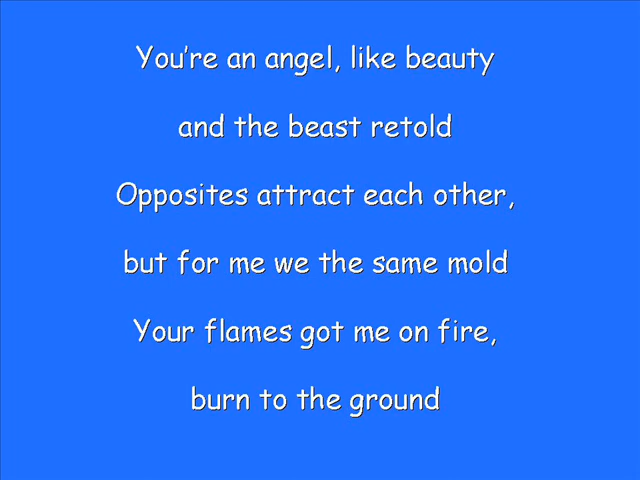 You're an angel, like beauty
and the beast retold
Opposites attract each other,
but for me we the same mold
Your flames got me on fire,
burn to the ground